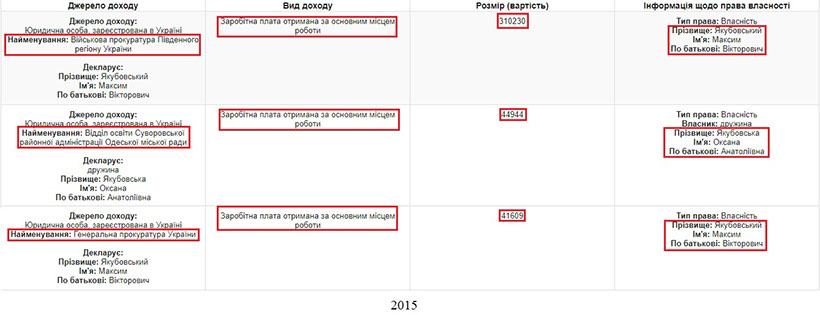 Джерело доходу
Вид доходу
Розмір (вартість)
Інформація щодо права власності
Джерело доходу:
Юридична особа, зареєстрована в Україні
Найменування: Військова прокуратура Південного
регіону України
Декларує:
Прізвище: Якубовський
Ім'я: Максим
По батькові: Вікторович
Заробітна плата отримана за основним місцем
роботи
310230
Тип права: Власність
Прізвище: Якубовський
Ім'я: Максим
По батькові: Вікторович
Джерело доходу:
Юридична особа, зареєстрована в Україні
Найменування: Відділ освіти Суворовської
районної адміністрації Одеської міської ради
Декларує:
дружина
Прізвище: Якубовська
Ім'я: Оксана
По батькові: Анатоліївна
Заробітна плата отримана за основним місцем
роботи
44944
Тип права: Власність
Власник: дружина
Прізвище: Якубовська
Ім'я: Оксана
По батькові: Анатоліївна
Джерело доходу:
Юридична особа, зареєстрована в Україні
Найменування: Генеральна прокуратура України
Декларує:
Прізвище: Якубовський
Ім'я: Максим
По батькові: Вікторович
Заробітна плата отримана за основним місцем
роботи
41609
Тип права: Власність
Прізвище: Якубовський
Ім'я: Максим
По батькові: Вікторович
2015